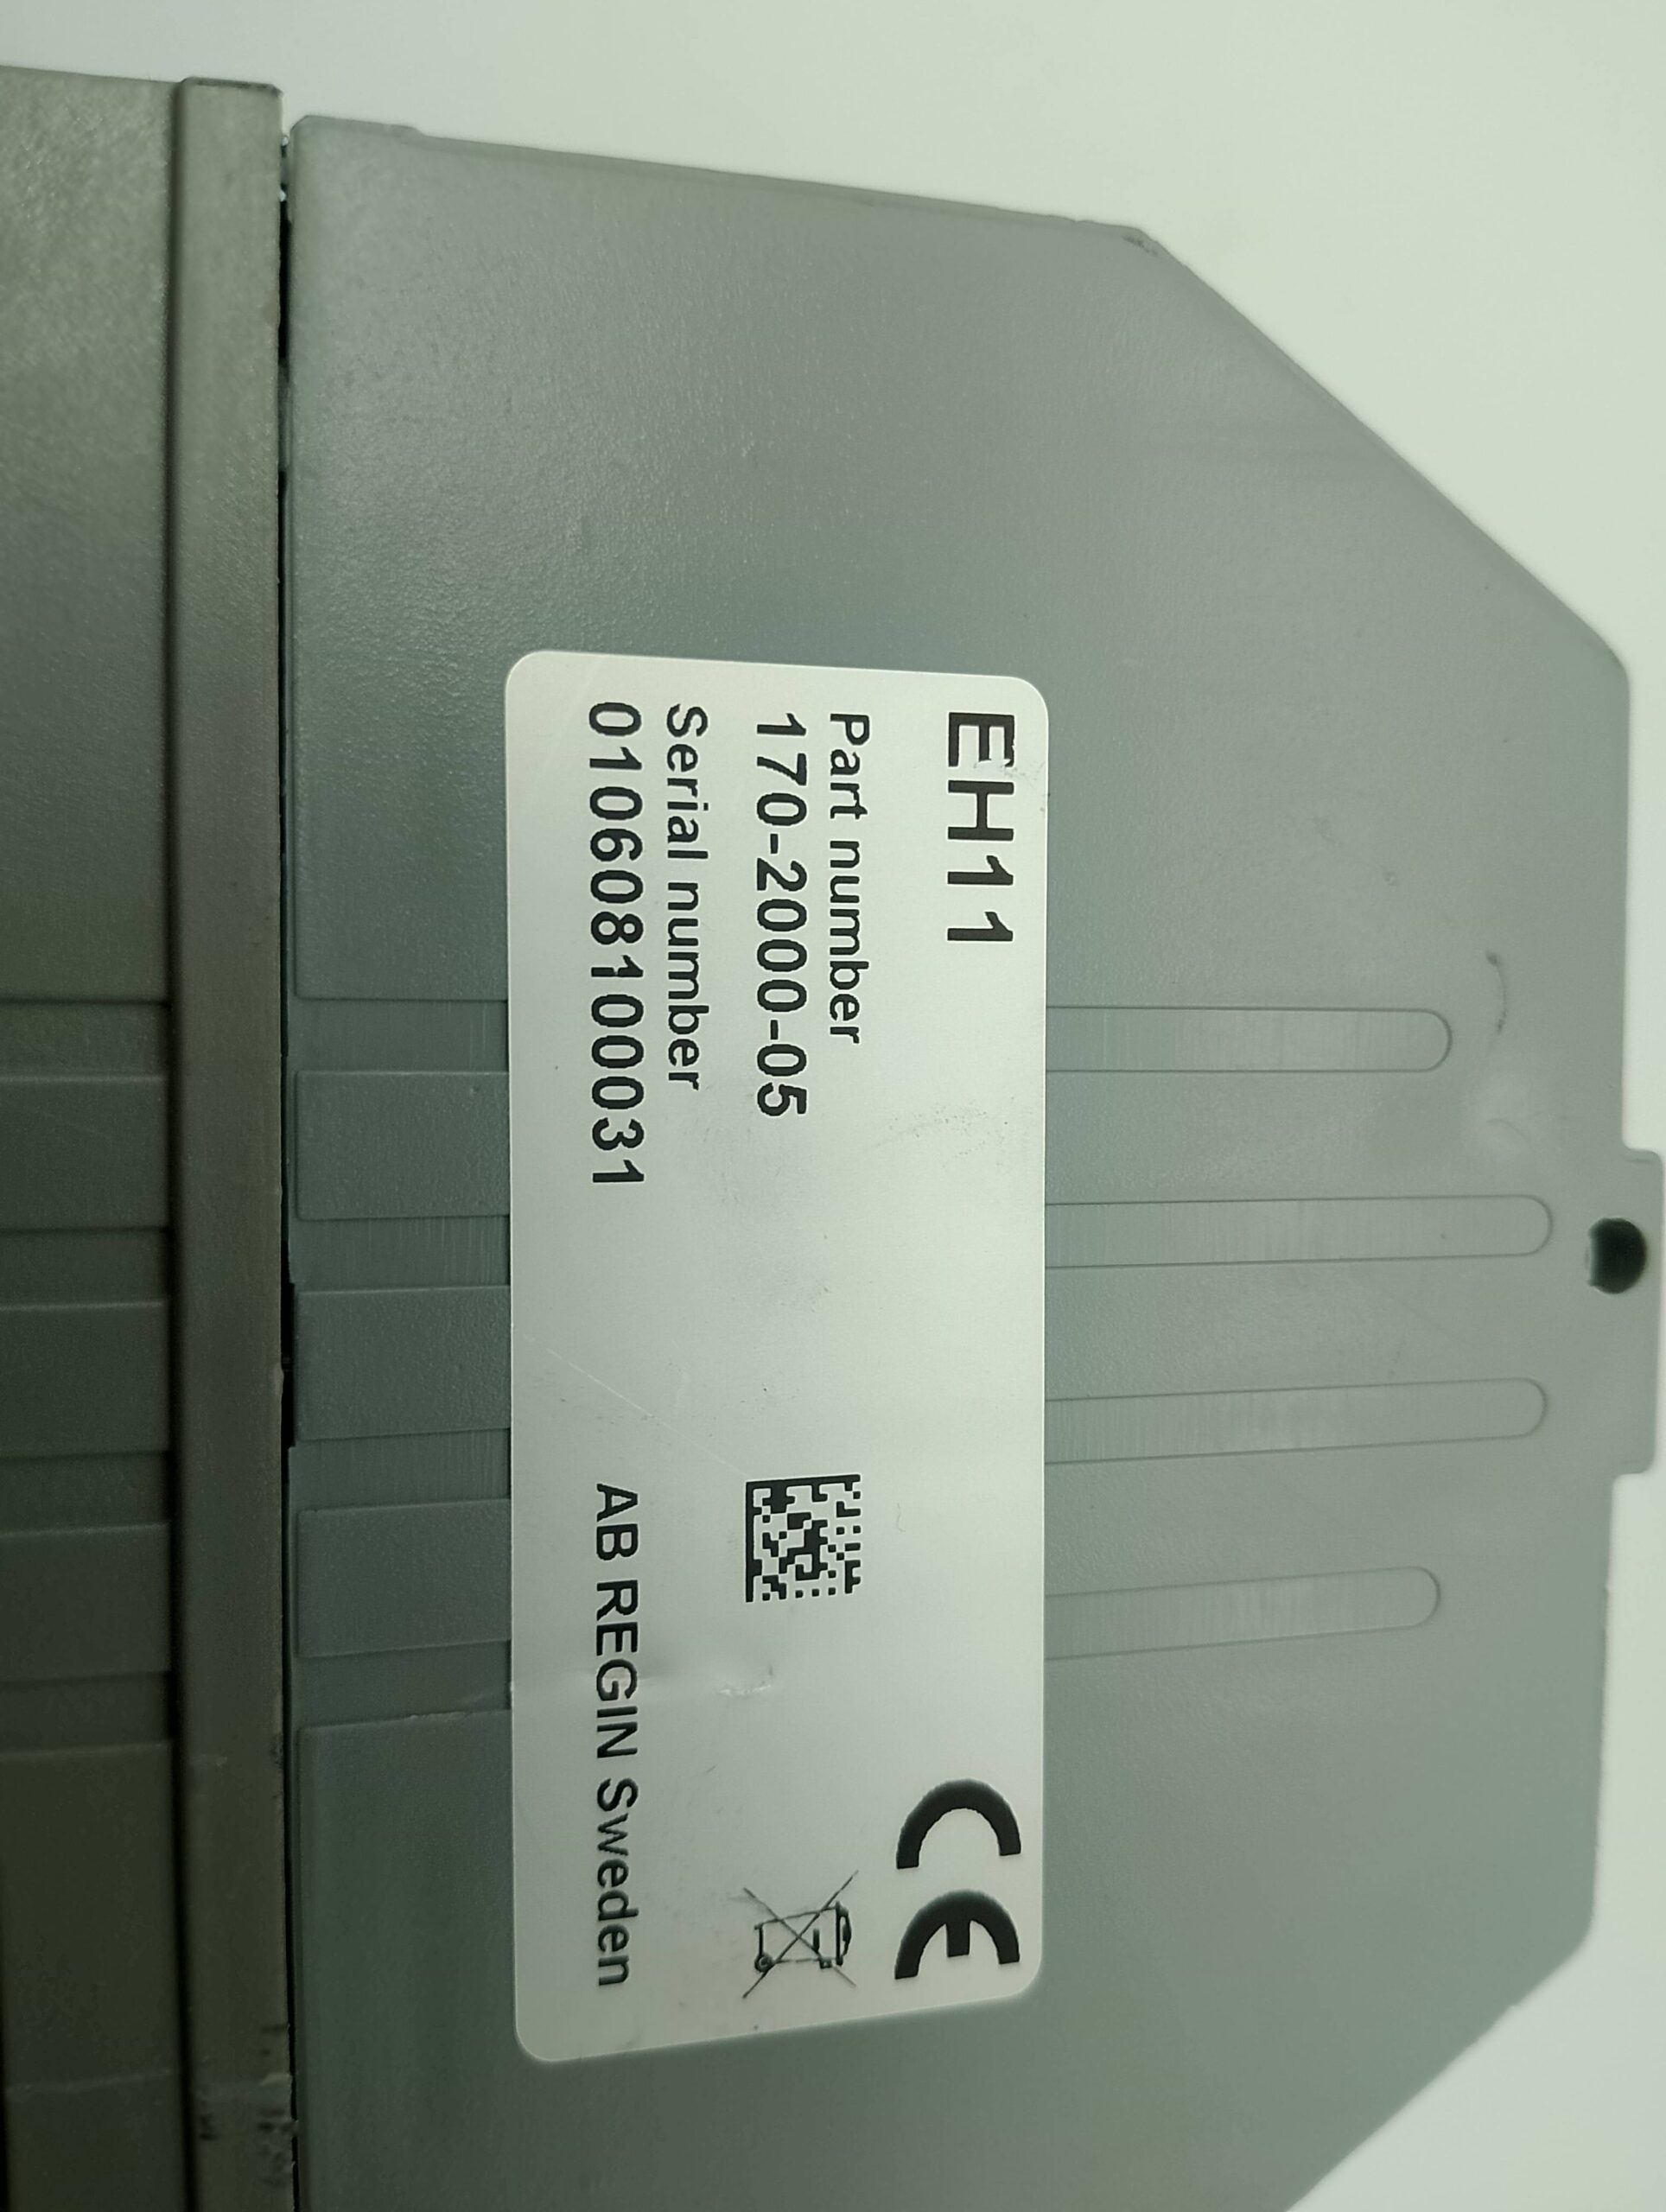 EH11
Part number
170-2000-05
Serial number
010608100031
AB REGIN Sweden
CE